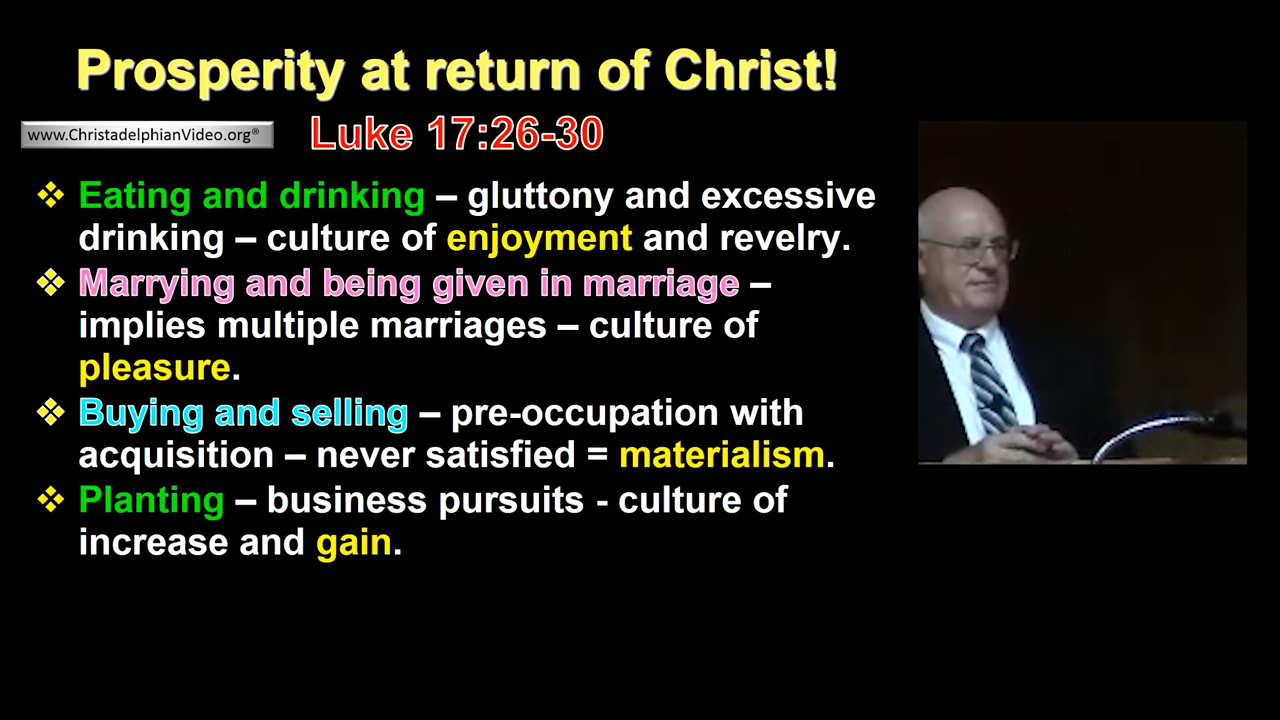 Prosperity at return of Christ!
www.ChristadelphianVideo.org®
Luke 17:26-30
❖ Eating and drinking – gluttony and excessive
drinking – culture of enjoyment and revelry.
❖ Marrying and being given in marriage –
implies multiple marriages – culture of
pleasure.
❖ Buying and selling – pre-occupation with
acquisition – never satisfied = materialism.
❖ Planting – business pursuits - culture of
increase and gain.